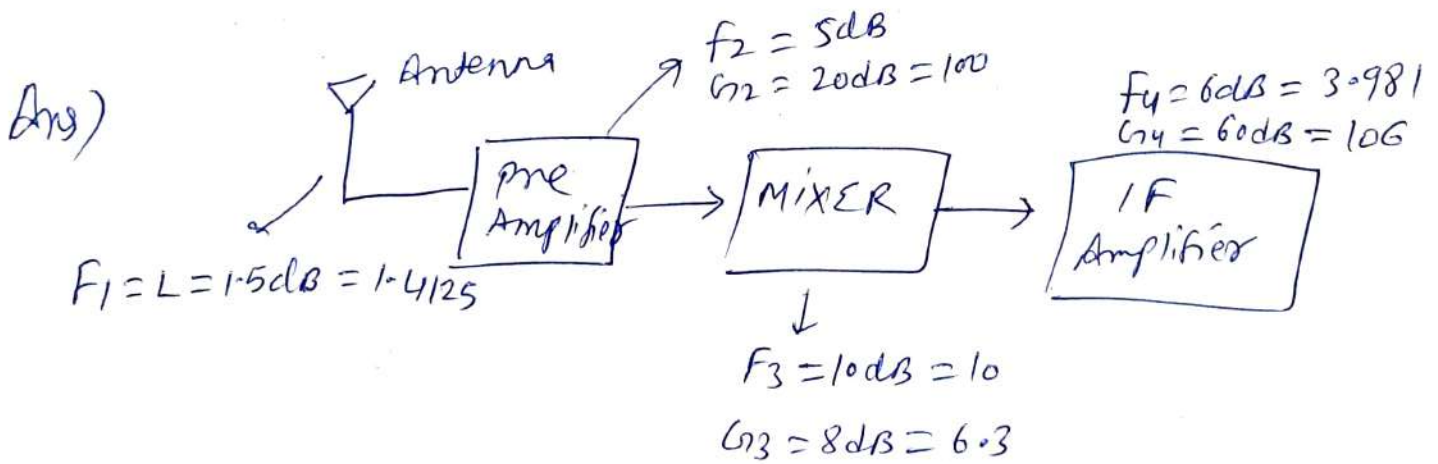 Ans)
Antenna
f2 = 5dB
G2 = 20dB = 100
F4 = 6dB = 3.981
G4 = 60dB = 106
Pre
Amplifier
MIXER
IF
Amplifier
F1 = L = 1.5dB = 1.4125
F3 = 10dB = 10
G3 = 8dB = 6.3